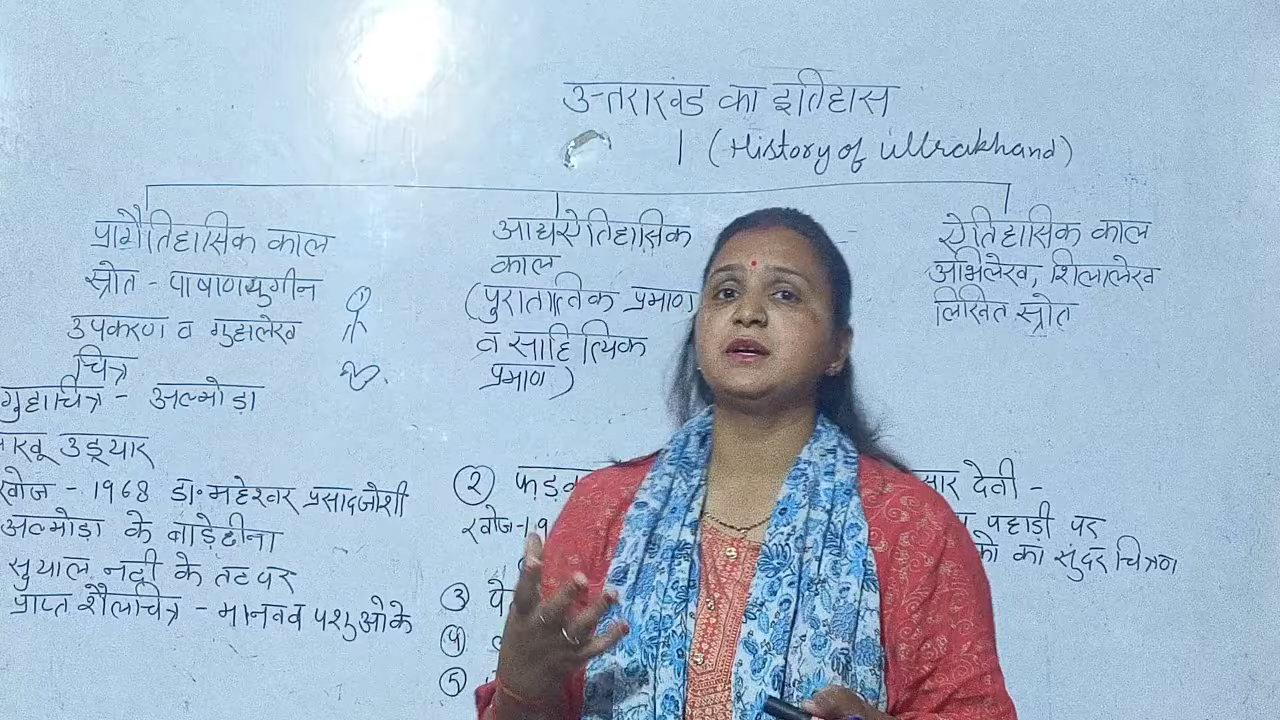 उत्तराखंड का इतिहास
(History of Uttrakhand)
प्रागैतिहासिक काल
स्रोत - पाषाणयुगीन
उपकरण व गुहालेख
चित्र
गुहाचित्र - अल्मोड़ा
उड्यार
खोज - 1968 डा॰ महेश्वर प्रसाद जोशी
अल्मोड़ा के बाड़ेछीना
सुयाल नदी के तट पर
प्राप्त शैलचित्र - मानव व पशुओ के
आद्यऐतिहासिक
काल
(पुरातात्विक प्रमाण
व साहित्यिक
प्रमाण)
ऐतिहासिक काल
अभिलेख, शिलालेख
लिखित स्रोत
② देवी -
खोज-19 पहाड़ी पर
का सुंदर चित्रण
③
④
⑤